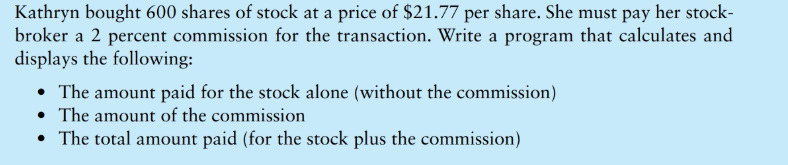 Kathryn bought 600 shares of stock at a price of $21.77 per share. She must pay her stock-
broker a 2 percent commission for the transaction. Write a program that calculates and
displays the following:
• The amount paid for the stock alone (without the commission)
• The amount of the commission
• The total amount paid (for the stock plus the commission)